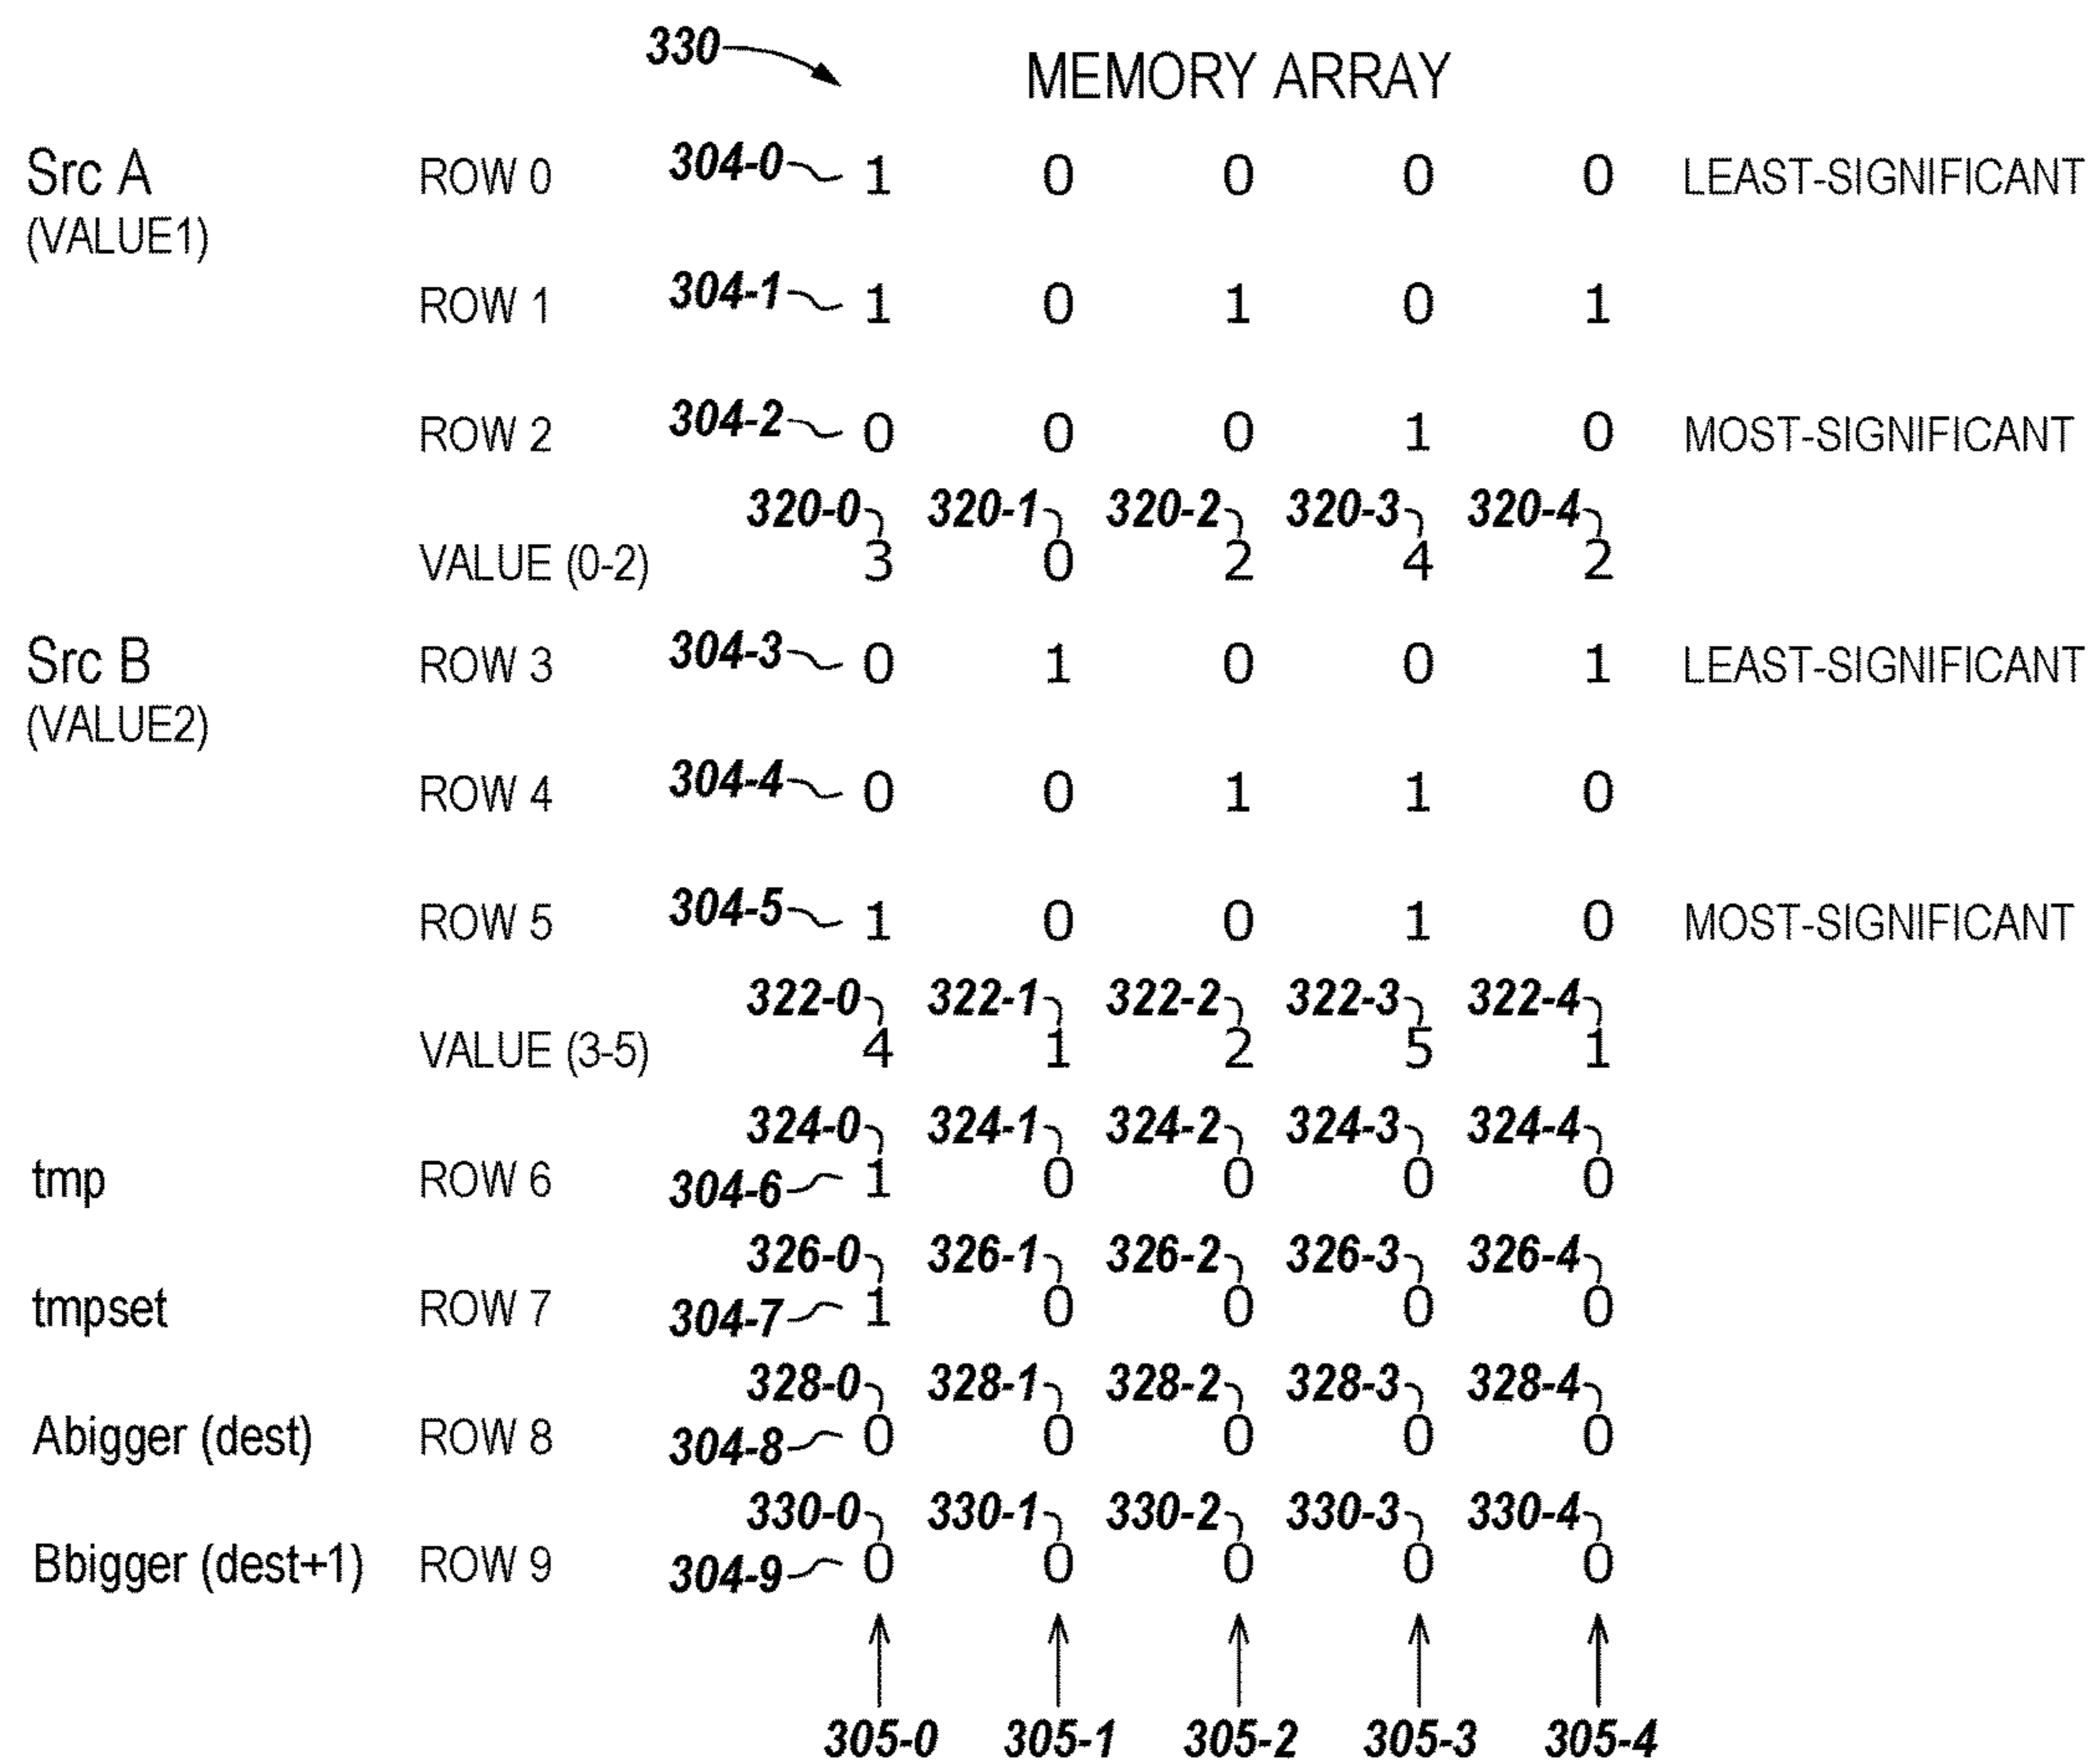 330 MEMORY ARRAY
Src A ROW 0 304-0 1 0 0 0 0 LEAST-SIGNIFICANT
(VALUE1)
ROW 1 304-1 1 0 1 0 1
ROW 2 304-2 0 0 0 1 0 MOST-SIGNIFICANT
320-0 320-1 320-2 320-3 320-4
VALUE (0-2) 3 0 2 4 2
Src B ROW 3 304-3 0 1 0 0 1 LEAST-SIGNIFICANT
(VALUE2)
ROW 4 304-4 0 0 1 1 0
ROW 5 304-5 1 0 0 1 0 MOST-SIGNIFICANT
322-0 322-1 322-2 322-3 322-4
VALUE (3-5) 4 1 2 5 1
324-0 324-1 324-2 324-3 324-4
tmp ROW 6 304-6 1 0 0 0 0
326-0 326-1 326-2 326-3 326-4
tmpset ROW 7 304-7 1 0 0 0 0
328-0 328-1 328-2 328-3 328-4
Abigger (dest) ROW 8 304-8 0 0 0 0 0
330-0 330-1 330-2 330-3 330-4
Bbigger (dest+1) ROW 9 304-9 0 0 0 0 0
305-0 305-1 305-2 305-3 305-4